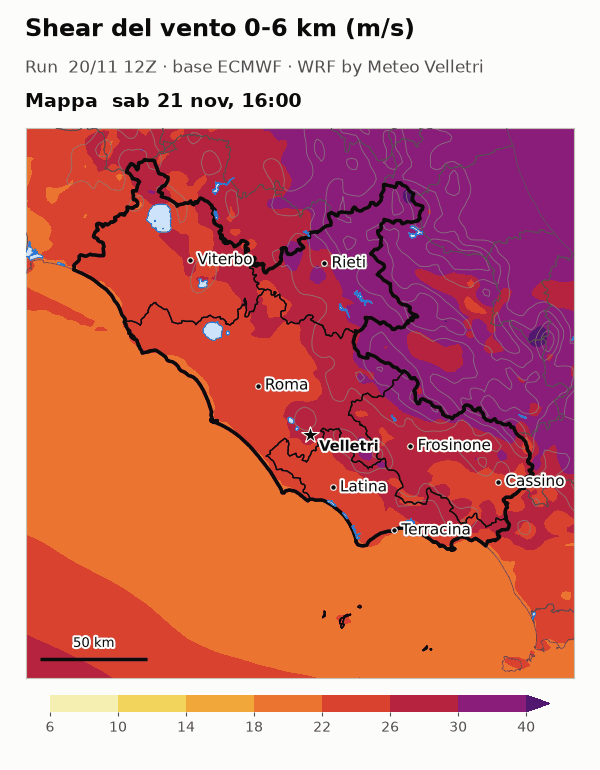 Shear del vento 0-6 km (m/s)
Run  20/11 12Z · base ECMWF · WRF by Meteo Velletri
Mappa  sab 21 nov, 16:00
Viterbo
Rieti
Roma
Velletri
Frosinone
Cassino
Latina
Terracina
50 km
6 10 14 18 22 26 30 40